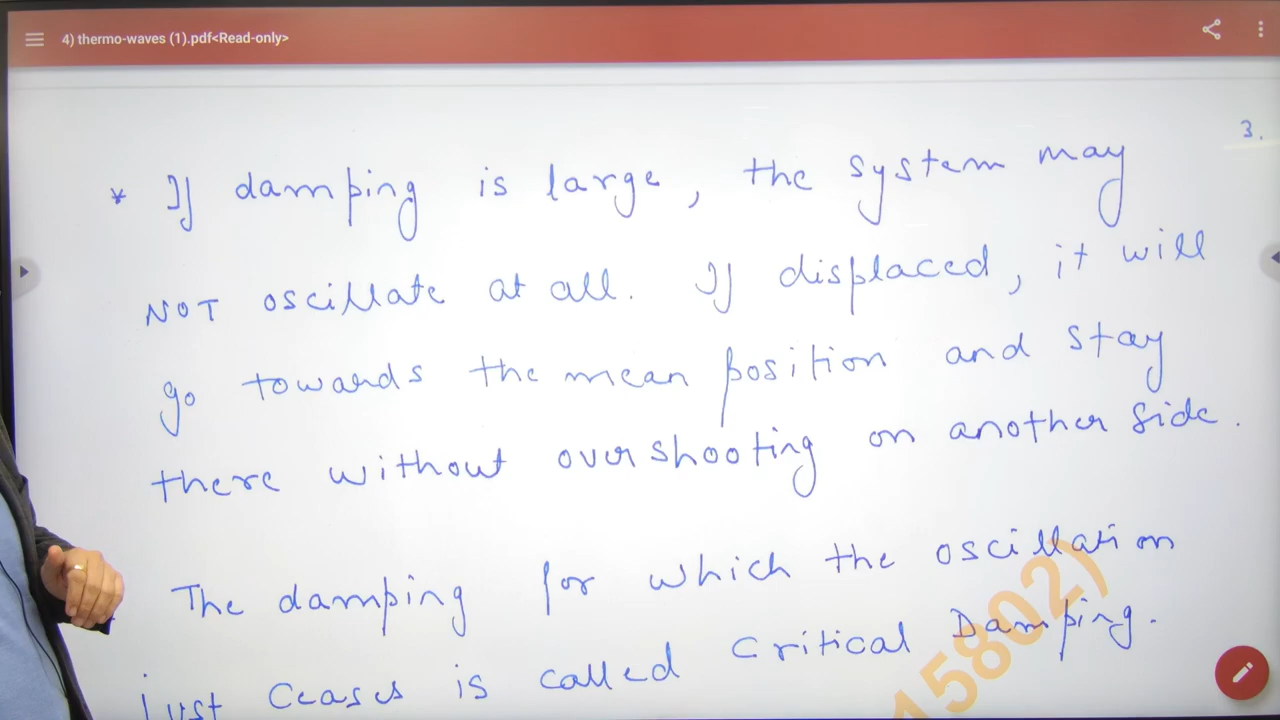 4) thermo-waves (1).pdf<Read-only>
3.
* If damping is large, the system may
NOT oscillate at all. If displaced, it will
go towards the mean position and stay
there without overshooting on another side.
The damping for which the oscillation
just ceases is called Critical Damping.
15802)